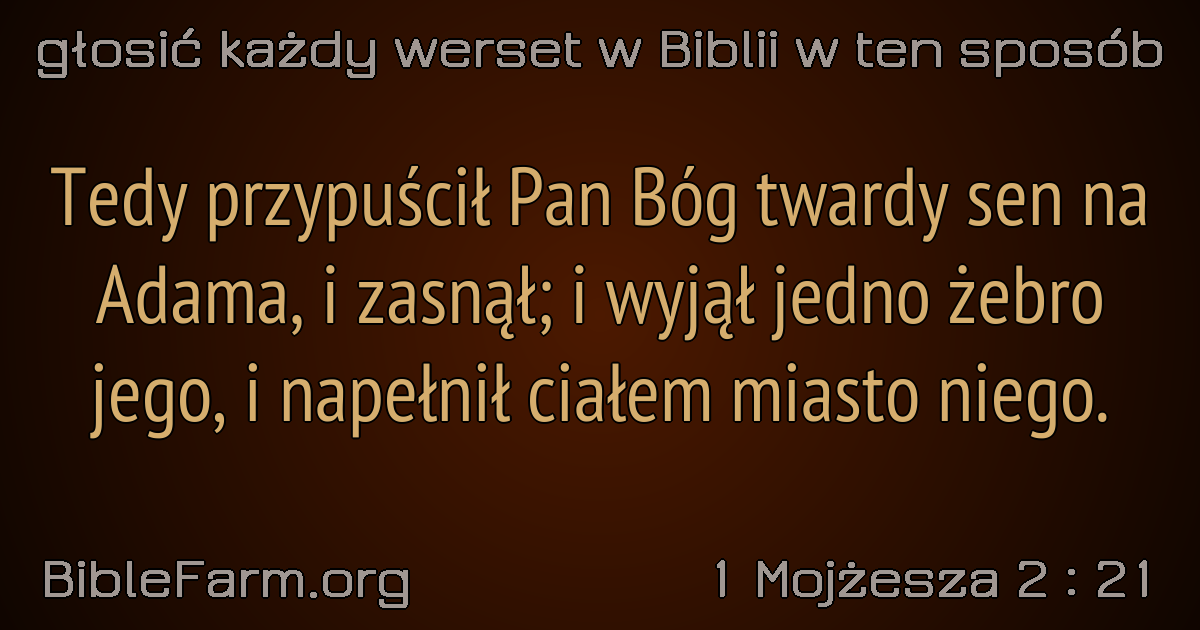 głosić każdy werset w Biblii w ten sposób
Tedy przypuścił Pan Bóg twardy sen na
Adama, i zasnął; i wyjął jedno żebro
jego, i napełnił ciałem miasto niego.
BibleFarm.org
1 Mojżesza 2 : 21